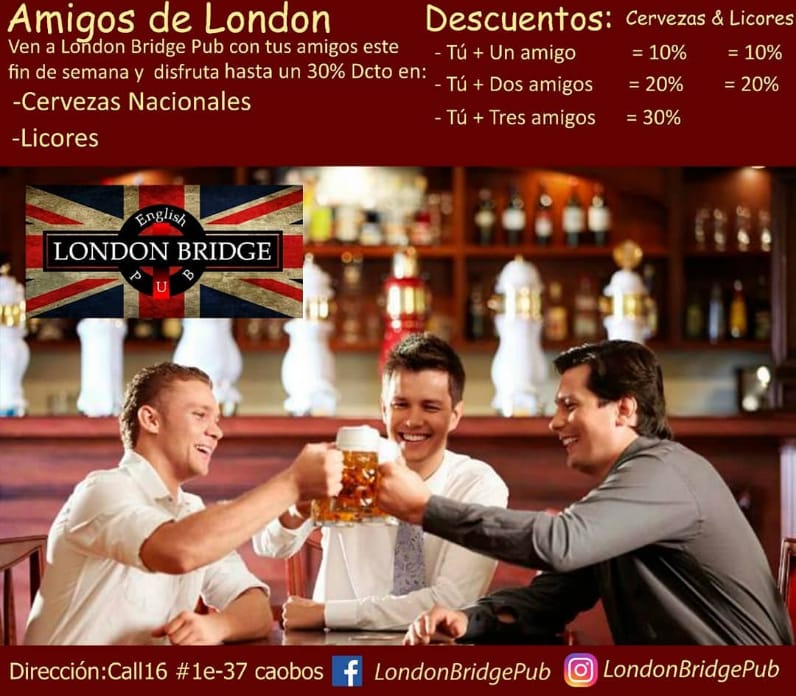 Amigos de London
Ven a London Bridge Pub con tus amigos este
fin de semana y disfruta hasta un 30% Dcto en:
-Cervezas Nacionales
-Licores
Descuentos: Cervezas & Licores
- Tú + Un amigo = 10% = 10%
- Tú + Dos amigos = 20% = 20%
- Tú + Tres amigos = 30%
English
LONDON BRIDGE
PUB
Dirección:Call16 #1e-37 caobos f LondonBridgePub LondonBridgePub